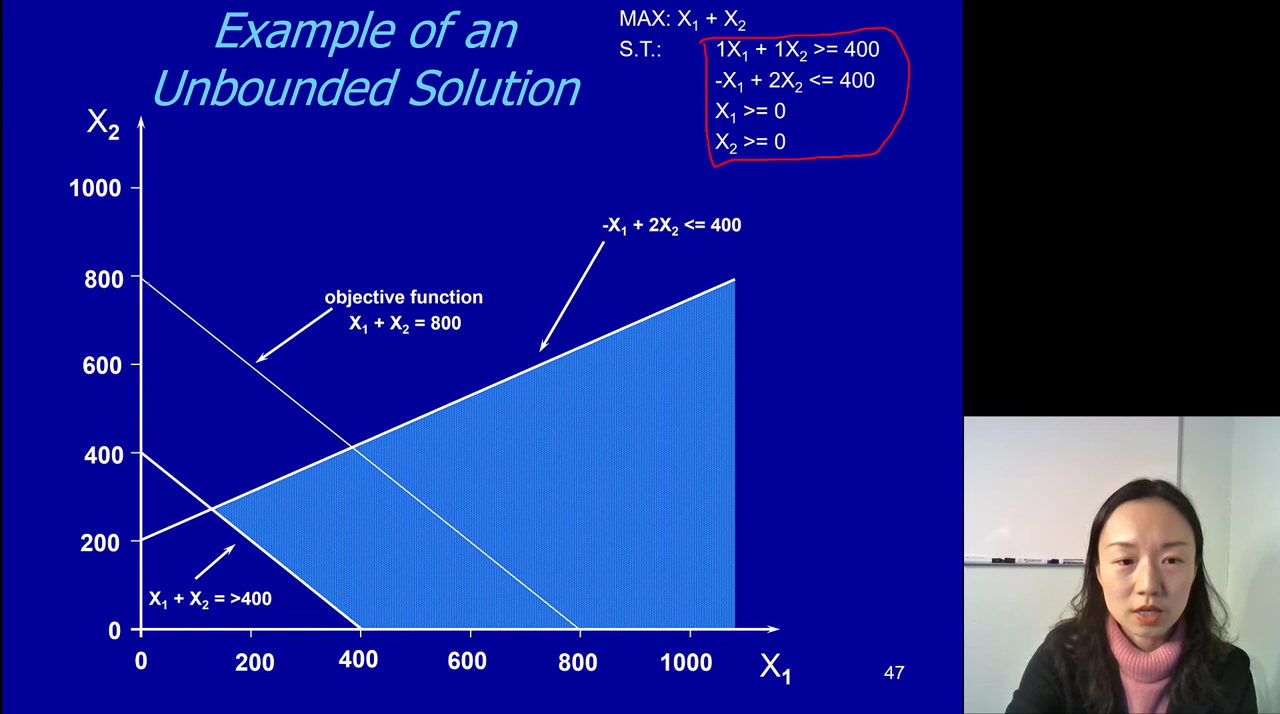 Example of an
Unbounded Solution
MAX: X₁ + X₂
S.T.: 1X₁ + 1X₂ >= 400
-X₁ + 2X₂ <= 400
X₁ >= 0
X₂ >= 0
X₂
1000
800
600
400
200
0
-X₁ + 2X₂ <= 400
objective function
X₁ + X₂ = 800
X₁ + X₂ = >400
0 200 400 600 800 1000 X₁
47